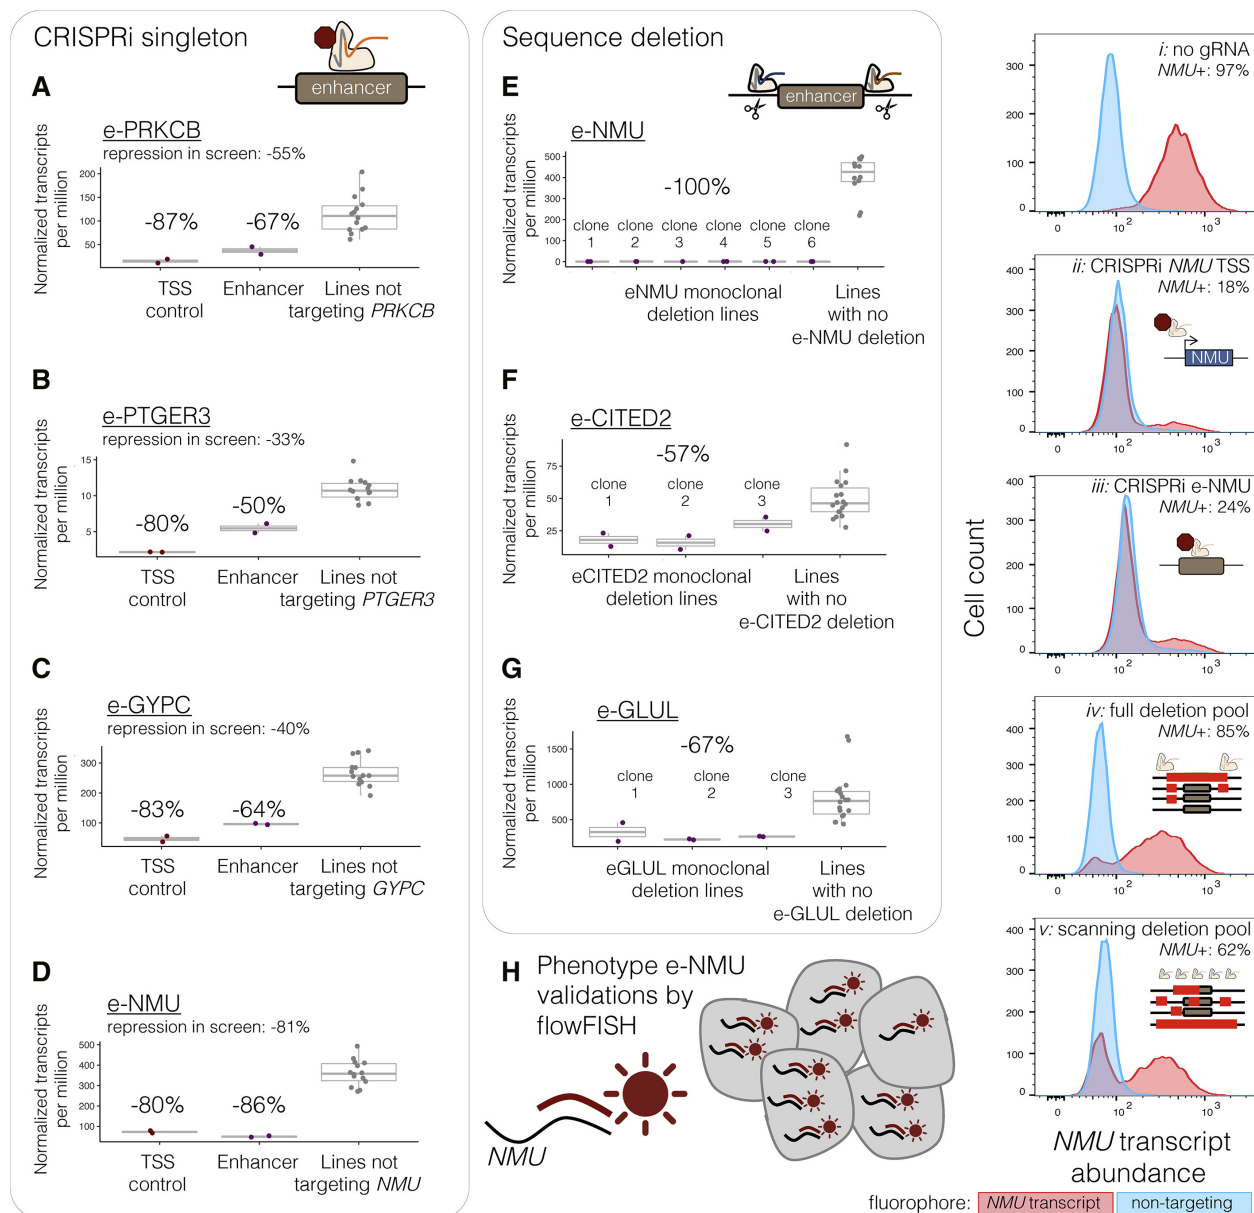 CRISPRi singleton
enhancer
A
e-PRKCB
repression in screen: -55%
Normalized transcripts
per million
200
150
100
50
-87%
-67%
TSS
control
Enhancer
Lines not
targeting PRKCB
B
e-PTGER3
repression in screen: -33%
Normalized transcripts
per million
15
10
5
-80%
-50%
TSS
control
Enhancer
Lines not
targeting PTGER3
C
e-GYPC
repression in screen: -40%
Normalized transcripts
per million
300
200
100
-83%
-64%
TSS
control
Enhancer
Lines not
targeting GYPC
D
e-NMU
repression in screen: -81%
Normalized transcripts
per million
500
400
300
200
100
-80%
-86%
TSS
control
Enhancer
Lines not
targeting NMU
Sequence deletion
enhancer
E
e-NMU
Normalized transcripts
per million
500
400
300
200
100
0
-100%
clone
1
clone
2
clone
3
clone
4
clone
5
clone
6
eNMU monoclonal
deletion lines
Lines
with no
e-NMU deletion
F
e-CITED2
Normalized transcripts
per million
75
50
25
-57%
clone
1
clone
2
clone
3
eCITED2 monoclonal
deletion lines
Lines
with no
e-CITED2 deletion
G
e-GLUL
Normalized transcripts
per million
1500
1000
500
-67%
clone
1
clone
2
clone
3
eGLUL monoclonal
deletion lines
Lines
with no
e-GLUL deletion
H
Phenotype e-NMU
validations by
flowFISH
NMU
Cell count
i: no gRNA
NMU+: 97%
300
200
100
0
0
10²
10³
ii: CRISPRi NMU TSS
NMU+: 18%
NMU
400
300
200
100
0
0
10²
10³
iii: CRISPRi e-NMU
NMU+: 24%
400
300
200
100
0
0
10²
10³
iv: full deletion pool
NMU+: 85%
400
300
200
100
0
0
10²
10³
v: scanning deletion pool
NMU+: 62%
400
300
200
100
0
0
10²
10³
NMU transcript
abundance
fluorophore:
NMU transcript
non-targeting